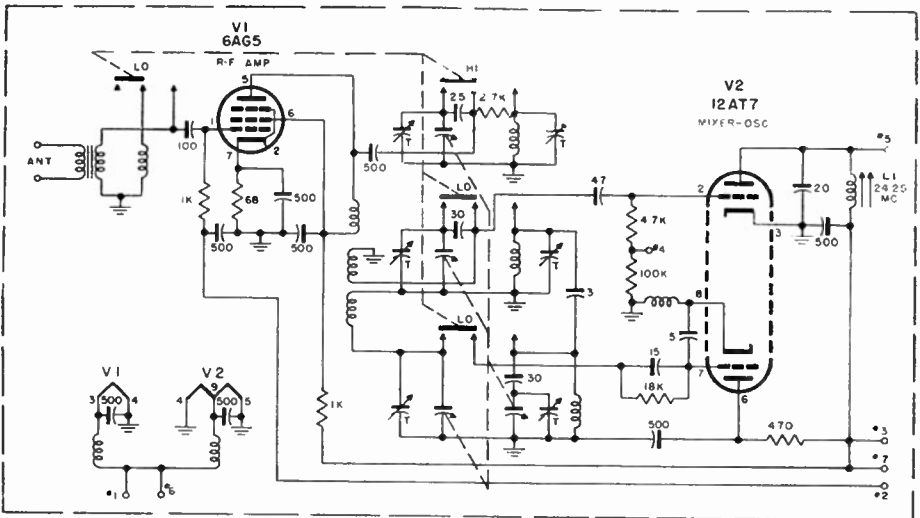 V1
6AG5
R-F AMP
LO
5
1
6
7
2
ANT
100
1K
68
500
500
500
500
HI
25
2.7K
T
T
LO
30
T
T
3
LO
30
T
T
V2
12AT7
MIXER-OSC
47
2
4.7K
#4
100K
8
5
15
7
18K
6
3
20
500
L1
24.25
MC
#5
500
470
#3
#7
#2
1K
V1
3
500
4
V2
4
9
500
5
#1
#6